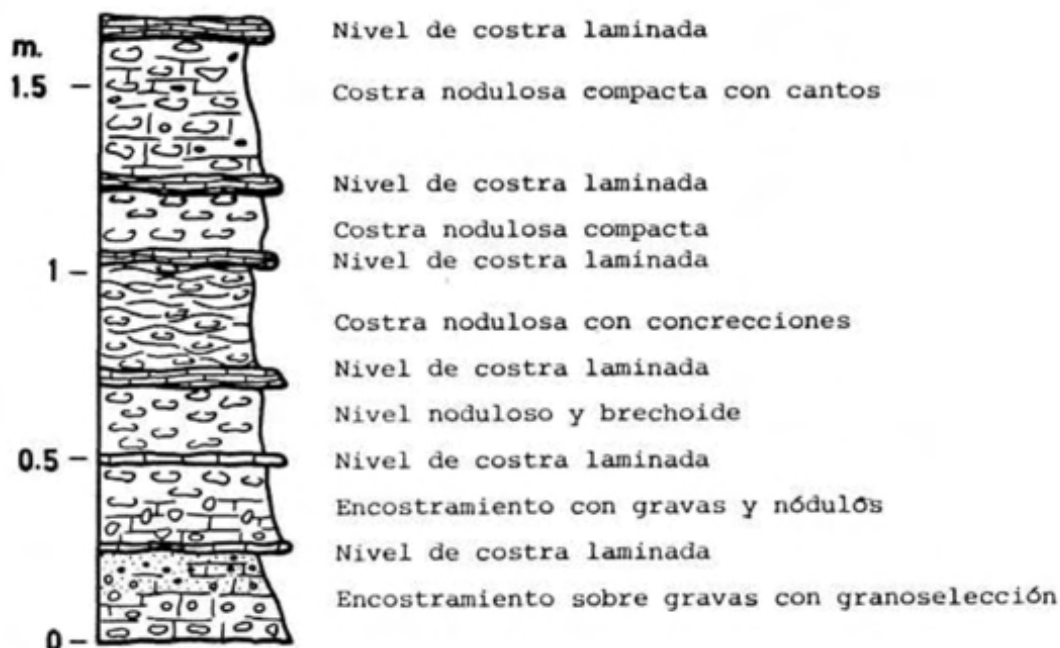 Nivel de costra laminada
m.
1.5
Costra nodulosa compacta con cantos
Nivel de costra laminada
Costra nodulosa compacta
Nivel de costra laminada
1
Costra nodulosa con concrecciones
Nivel de costra laminada
Nivel noduloso y brechoide
0.5
Nivel de costra laminada
Encostramiento con gravas y nódulós
Nivel de costra laminada
Encostramiento sobre gravas con granoselección
0